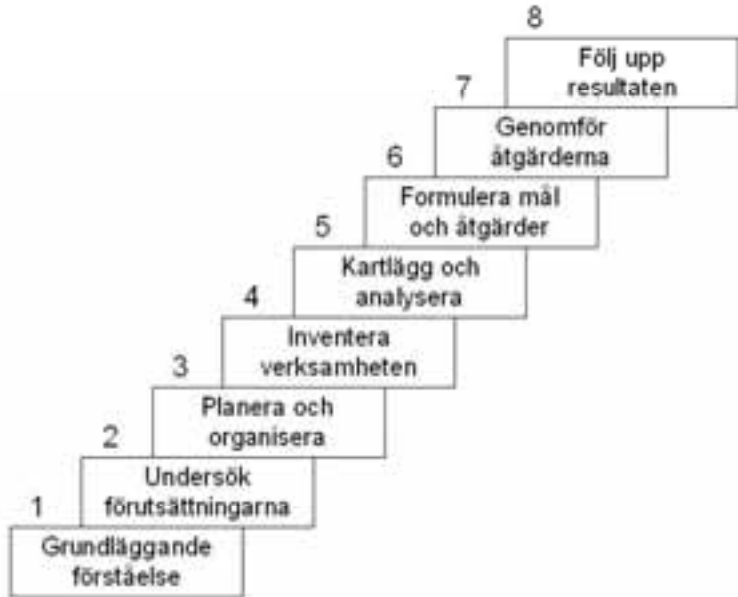 8
Följ upp
resultaten
7
Genomför
åtgärderna
6
Formulera mål
och åtgärder
5
Kartlägg och
analysera
4
Inventera
verksamheten
3
Planera och
organisera
2
Undersök
förutsättningarna
1
Grundläggande
förståelse